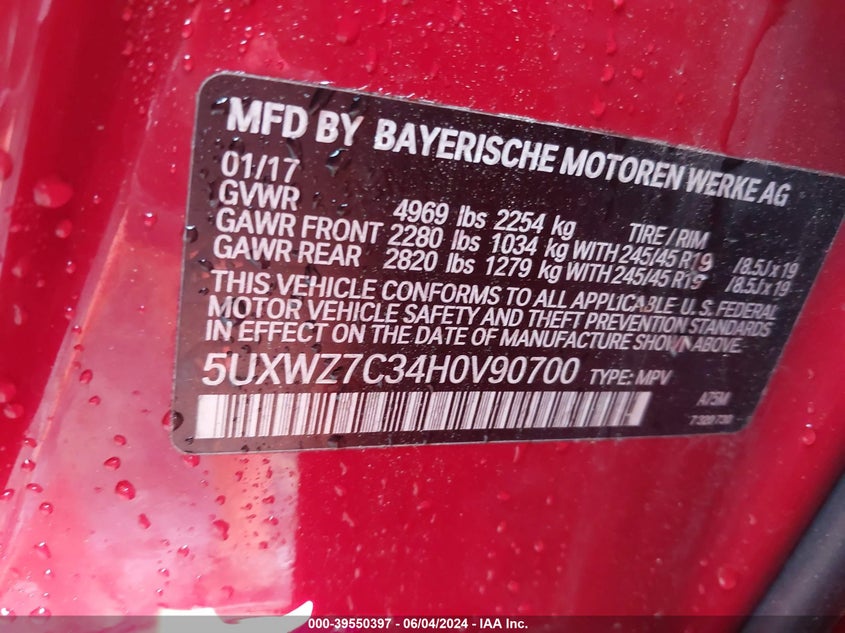 MFD BY BAYERISCHE MOTOREN WERKE AG
01/17
GVWR 4969 lbs 2254 kg TIRE / RIM
GAWR FRONT 2280 lbs 1034 kg WITH 245/45 R19 /8.5J x 19
GAWR REAR 2820 lbs 1279 kg WITH 245/45 R19 /8.5J x 19
THIS VEHICLE CONFORMS TO ALL APPLICABLE U.S. FEDERAL
MOTOR VEHICLE SAFETY AND THEFT PREVENTION STANDARDS
IN EFFECT ON THE DATE OF MANUFACTURE SHOWN ABOVE.
5UXWZ7C34H0V90700 TYPE: MPV
A75M
7320730
000-39550397 - 06/04/2024 - IAA Inc.